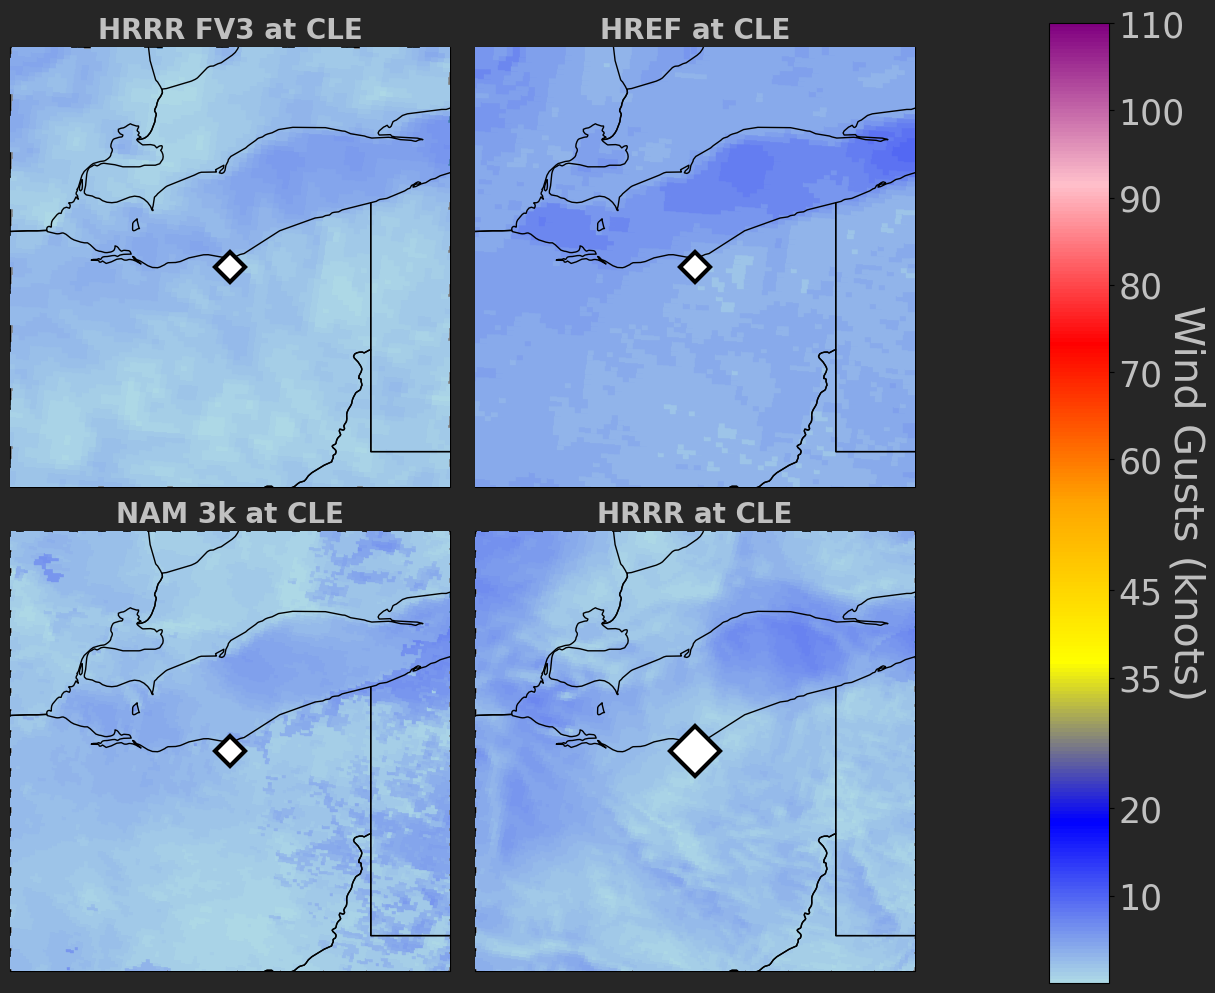 HRRR FV3 at CLE
HREF at CLE
NAM 3k at CLE
HRRR at CLE
110
100
90
80
70
60
45
35
20
10
Wind Gusts (knots)